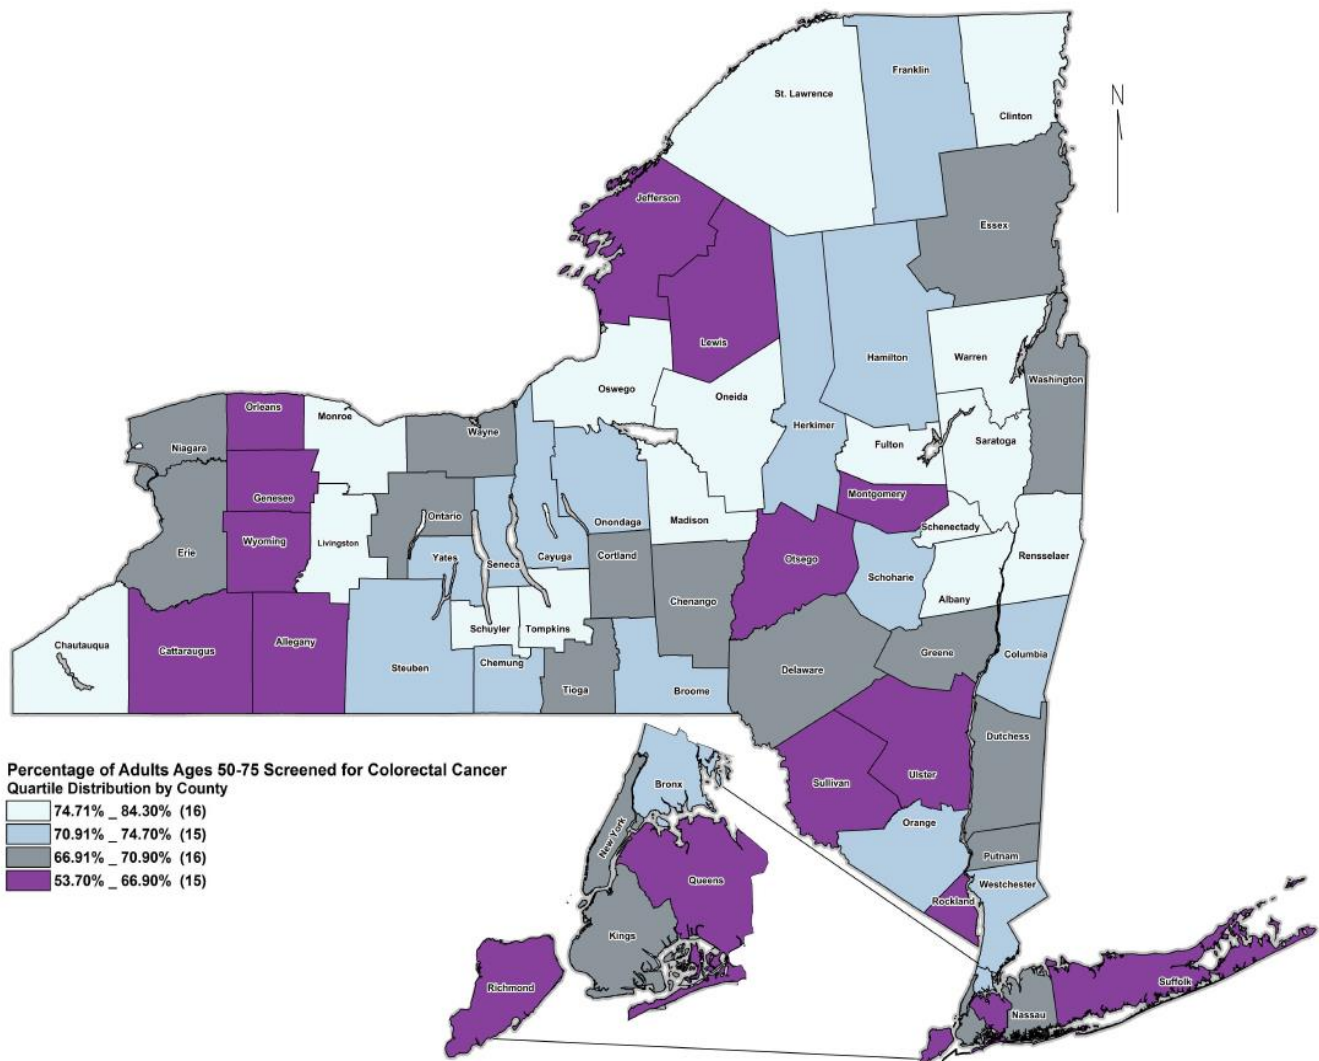 N
Franklin
St. Lawrence
Clinton
Jefferson
Essex
Lewis
Hamilton
Warren
Washington
Oswego
Oneida
Herkimer
Orleans
Monroe
Wayne
Niagara
Fulton
Saratoga
Genesee
Montgomery
Ontario
Onondaga
Madison
Schenectady
Wyoming
Livingston
Erie
Yates
Seneca
Cayuga
Cortland
Otsego
Schoharie
Rensselaer
Albany
Chenango
Schuyler
Tompkins
Chautauqua
Cattaraugus
Allegany
Steuben
Chemung
Tioga
Broome
Delaware
Greene
Columbia
Dutchess
Percentage of Adults Ages 50-75 Screened for Colorectal Cancer
Quartile Distribution by County
74.71% _ 84.30% (16)
70.91% _ 74.70% (15)
66.91% _ 70.90% (16)
53.70% _ 66.90% (15)
Bronx
Sullivan
Ulster
Orange
New York
Putnam
Queens
Westchester
Rockland
Kings
Richmond
Suffolk
Nassau